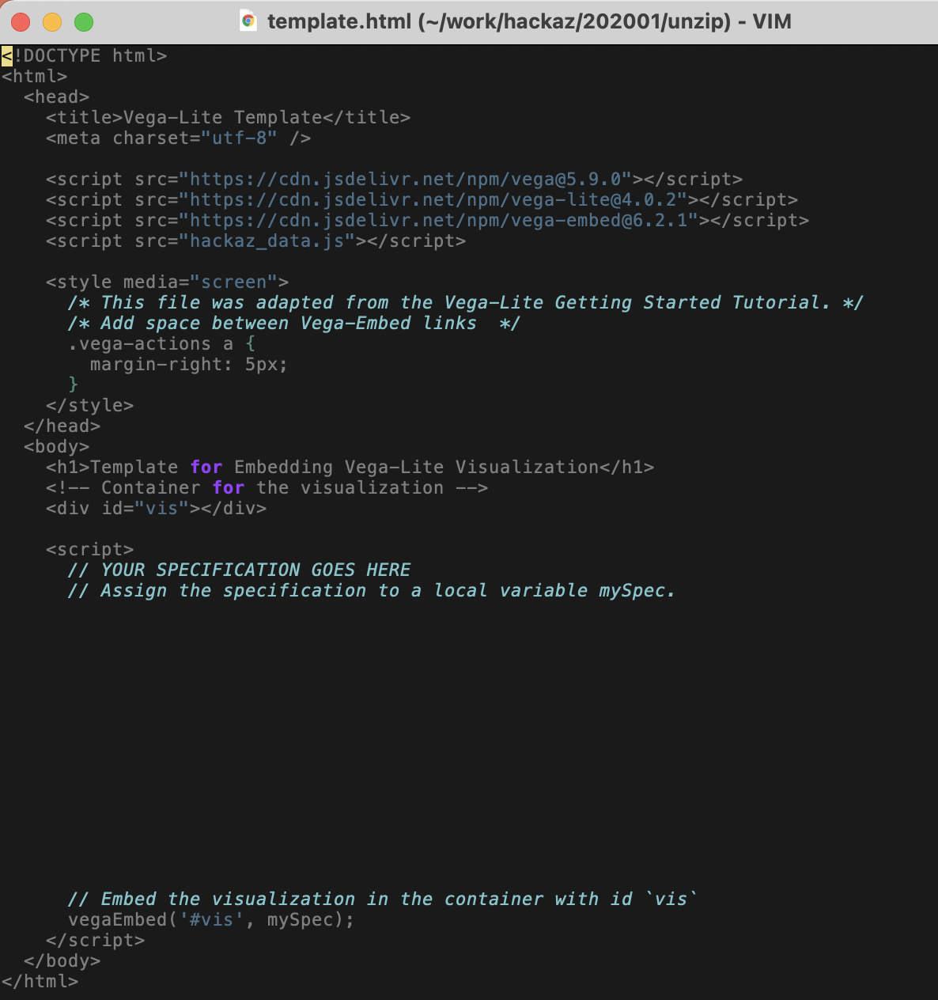 template.html (~/work/hackaz/202001/unzip) - VIM
<!DOCTYPE html>
<html>
  <head>
    <title>Vega-Lite Template</title>
    <meta charset="utf-8" />

    <script src="https://cdn.jsdelivr.net/npm/vega@5.9.0"></script>
    <script src="https://cdn.jsdelivr.net/npm/vega-lite@4.0.2"></script>
    <script src="https://cdn.jsdelivr.net/npm/vega-embed@6.2.1"></script>
    <script src="hackaz_data.js"></script>

    <style media="screen">
      /* This file was adapted from the Vega-Lite Getting Started Tutorial. */
      /* Add space between Vega-Embed links  */
      .vega-actions a {
        margin-right: 5px;
      }
    </style>
  </head>
  <body>
    <h1>Template for Embedding Vega-Lite Visualization</h1>
    <!-- Container for the visualization -->
    <div id="vis"></div>

    <script>
      // YOUR SPECIFICATION GOES HERE
      // Assign the specification to a local variable mySpec.

      // Embed the visualization in the container with id `vis`
      vegaEmbed('#vis', mySpec);
    </script>
  </body>
</html>